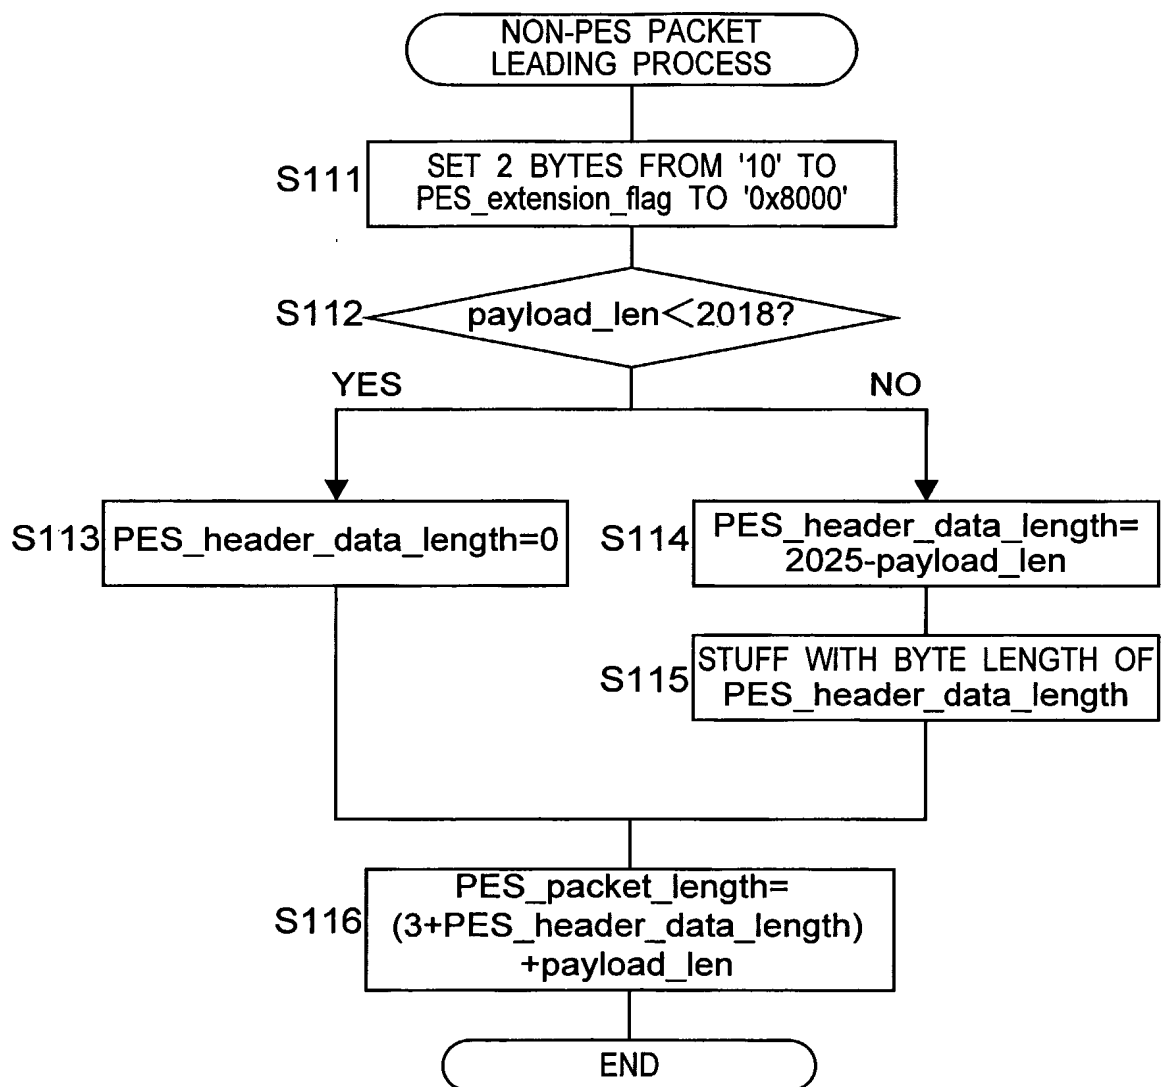 NON-PES PACKET
LEADING PROCESS
S111
SET 2 BYTES FROM '10' TO
PES_extension_flag TO '0x8000'
S112
payload_len<2018?
YES
NO
S113
PES_header_data_length=0
S114
PES_header_data_length=
2025-payload_len
S115
STUFF WITH BYTE LENGTH OF
PES_header_data_length
S116
PES_packet_length=
(3+PES_header_data_length)
+payload_len
END